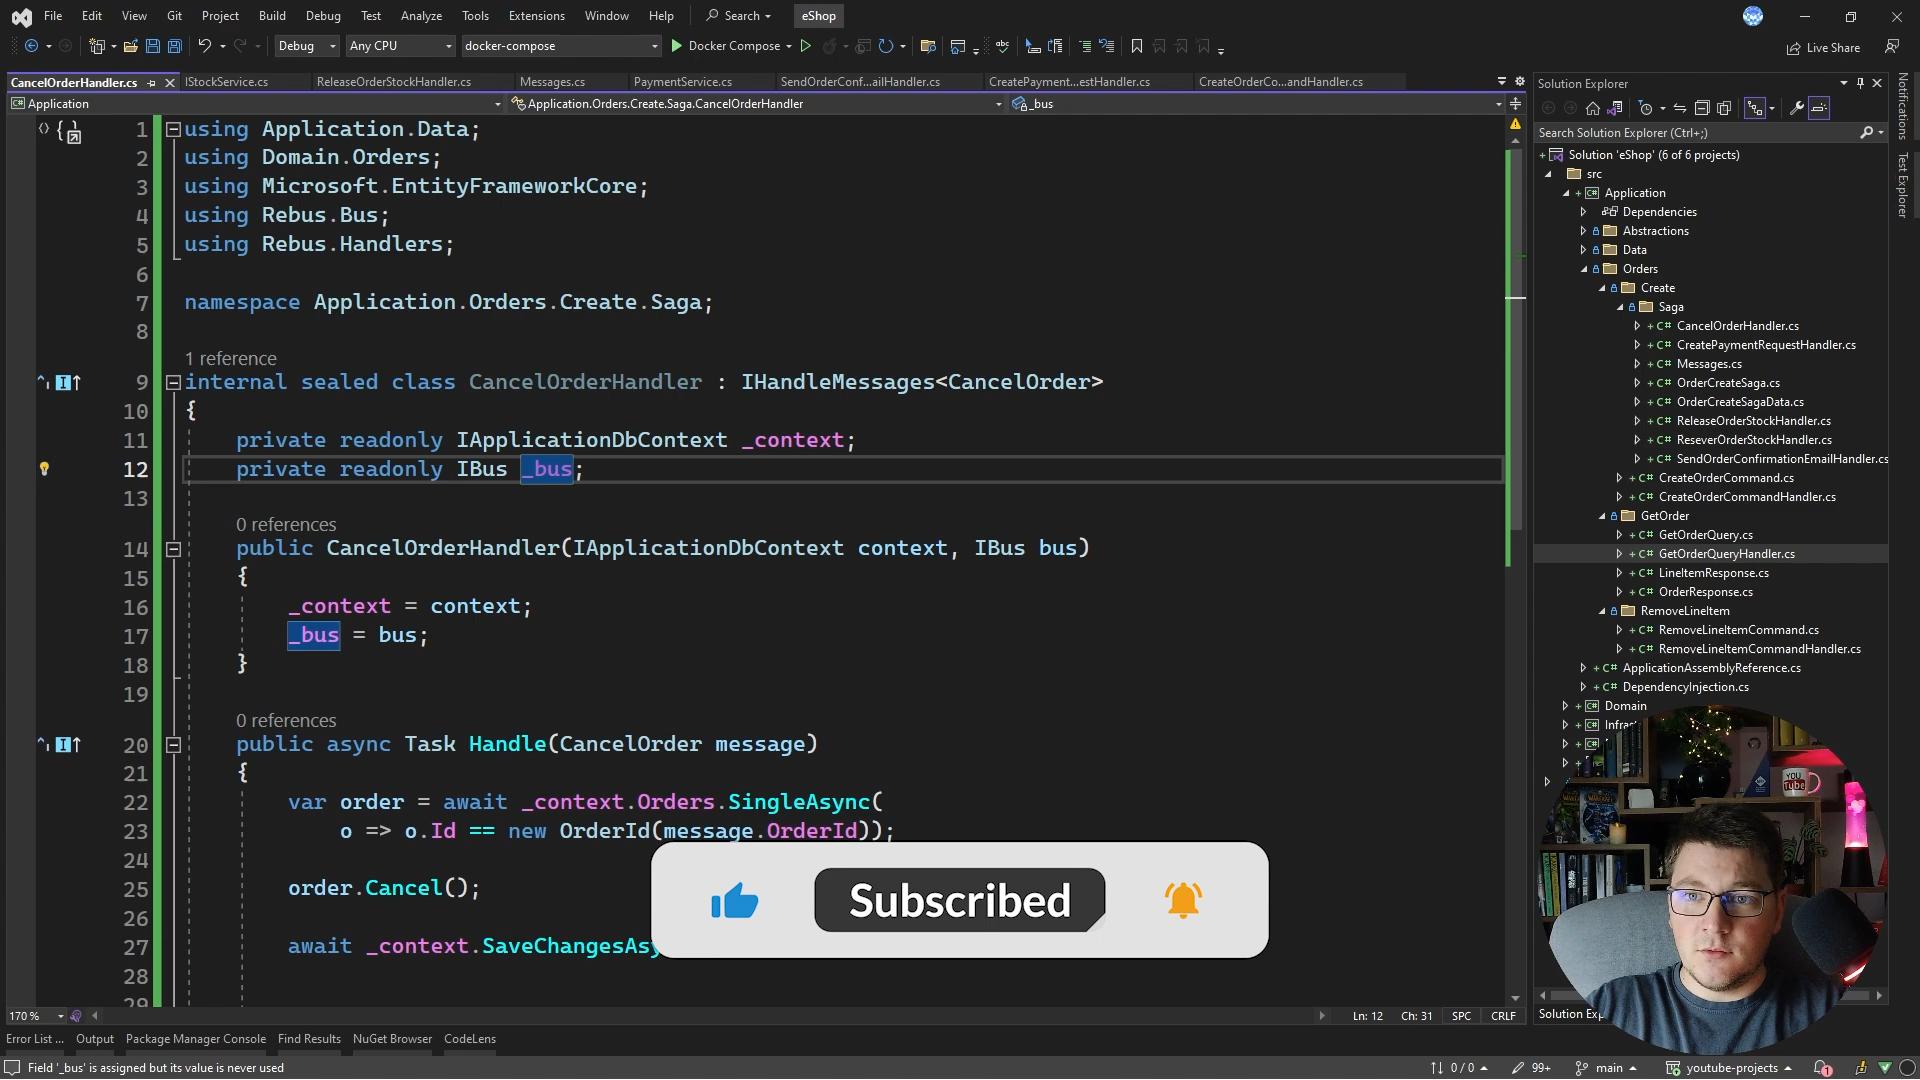 File Edit View Git Project Build Debug Test Analyze Tools Extensions Window Help Search eShop
Debug Any CPU docker-compose Docker Compose Live Share
CancelOrderHandler.cs IStockService.cs ReleaseOrderStockHandler.cs Messages.cs PaymentService.cs SendOrderConf...ailHandler.cs CreatePayment...estHandler.cs CreateOrderCo...andHandler.cs
Application Application.Orders.Create.Saga.CancelOrderHandler _bus
1 using Application.Data;
2 using Domain.Orders;
3 using Microsoft.EntityFrameworkCore;
4 using Rebus.Bus;
5 using Rebus.Handlers;
6
7 namespace Application.Orders.Create.Saga;
8
1 reference
9 internal sealed class CancelOrderHandler : IHandleMessages<CancelOrder>
10 {
11 private readonly IApplicationDbContext _context;
12 private readonly IBus _bus;
13
0 references
14 public CancelOrderHandler(IApplicationDbContext context, IBus bus)
15 {
16 _context = context;
17 _bus = bus;
18 }
19
0 references
20 public async Task Handle(CancelOrder message)
21 {
22 var order = await _context.Orders.SingleAsync(
23 o => o.Id == new OrderId(message.OrderId));
24
25 order.Cancel();
26
27 await _context.SaveChangesAsy
28
29
Subscribed
170 % Ln: 12 Ch: 31 SPC CRLF
Error List ... Output Package Manager Console Find Results NuGet Browser CodeLens
Field '_bus' is assigned but its value is never used 0 / 0 99+ main youtube-projects 1
Solution Explorer
Search Solution Explorer (Ctrl+;)
Solution 'eShop' (6 of 6 projects)
src
Application
Dependencies
Abstractions
Data
Orders
Create
Saga
C# CancelOrderHandler.cs
C# CreatePaymentRequestHandler.cs
C# Messages.cs
C# OrderCreateSaga.cs
C# OrderCreateSagaData.cs
C# ReleaseOrderStockHandler.cs
C# ReseverOrderStockHandler.cs
C# SendOrderConfirmationEmailHandler.cs
C# CreateOrderCommand.cs
C# CreateOrderCommandHandler.cs
GetOrder
C# GetOrderQuery.cs
C# GetOrderQueryHandler.cs
C# LineItemResponse.cs
C# OrderResponse.cs
RemoveLineItem
C# RemoveLineItemCommand.cs
C# RemoveLineItemCommandHandler.cs
C# ApplicationAssemblyReference.cs
C# DependencyInjection.cs
Domain
Infras
YOU
Tube
Solution Exp
Notifications
Test Explorer